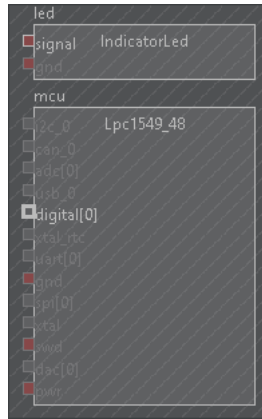 led
signal IndicatorLed
gnd
mcu
i2c_0 Lpc1549_48
can_0
adc[0]
usb_0
digital[0]
xtal_rtc
uart[0]
gnd
spi[0]
xtal
swd
dac[0]
pwr